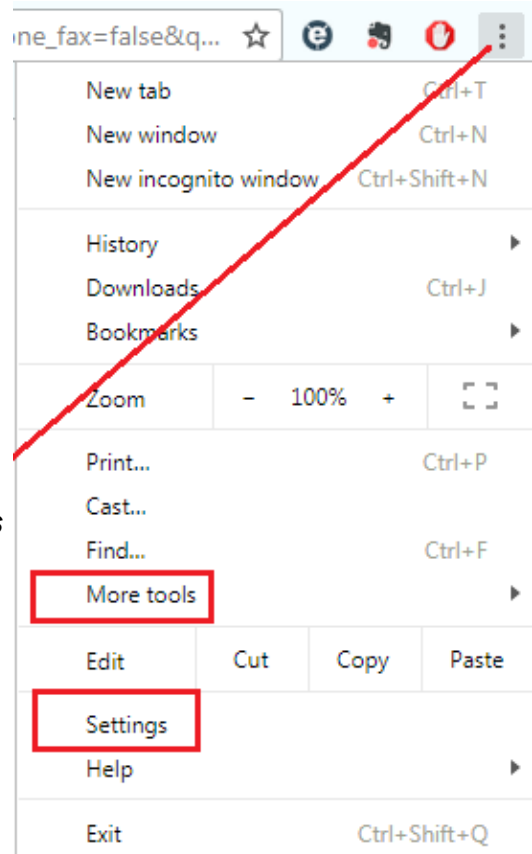 one_fax=false&q...
New tab Ctrl+T
New window Ctrl+N
New incognito window Ctrl+Shift+N
History
Downloads Ctrl+J
Bookmarks
Zoom - 100% +
Print... Ctrl+P
Cast...
s
Find... Ctrl+F
More tools
Edit Cut Copy Paste
Settings
Help
Exit Ctrl+Shift+Q